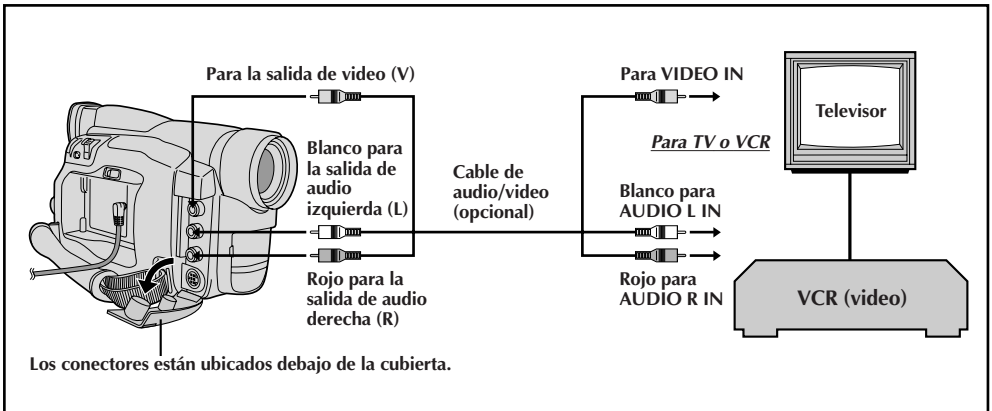 Para la salida de video (V)
Blanco para
la salida de
audio
izquierda (L)
Rojo para la
salida de audio
derecha (R)
Los conectores están ubicados debajo de la cubierta.
Cable de
audio/video
(opcional)
Para VIDEO IN
Para TV o VCR
Blanco para
AUDIO L IN
Rojo para
AUDIO R IN
Televisor
VCR (video)